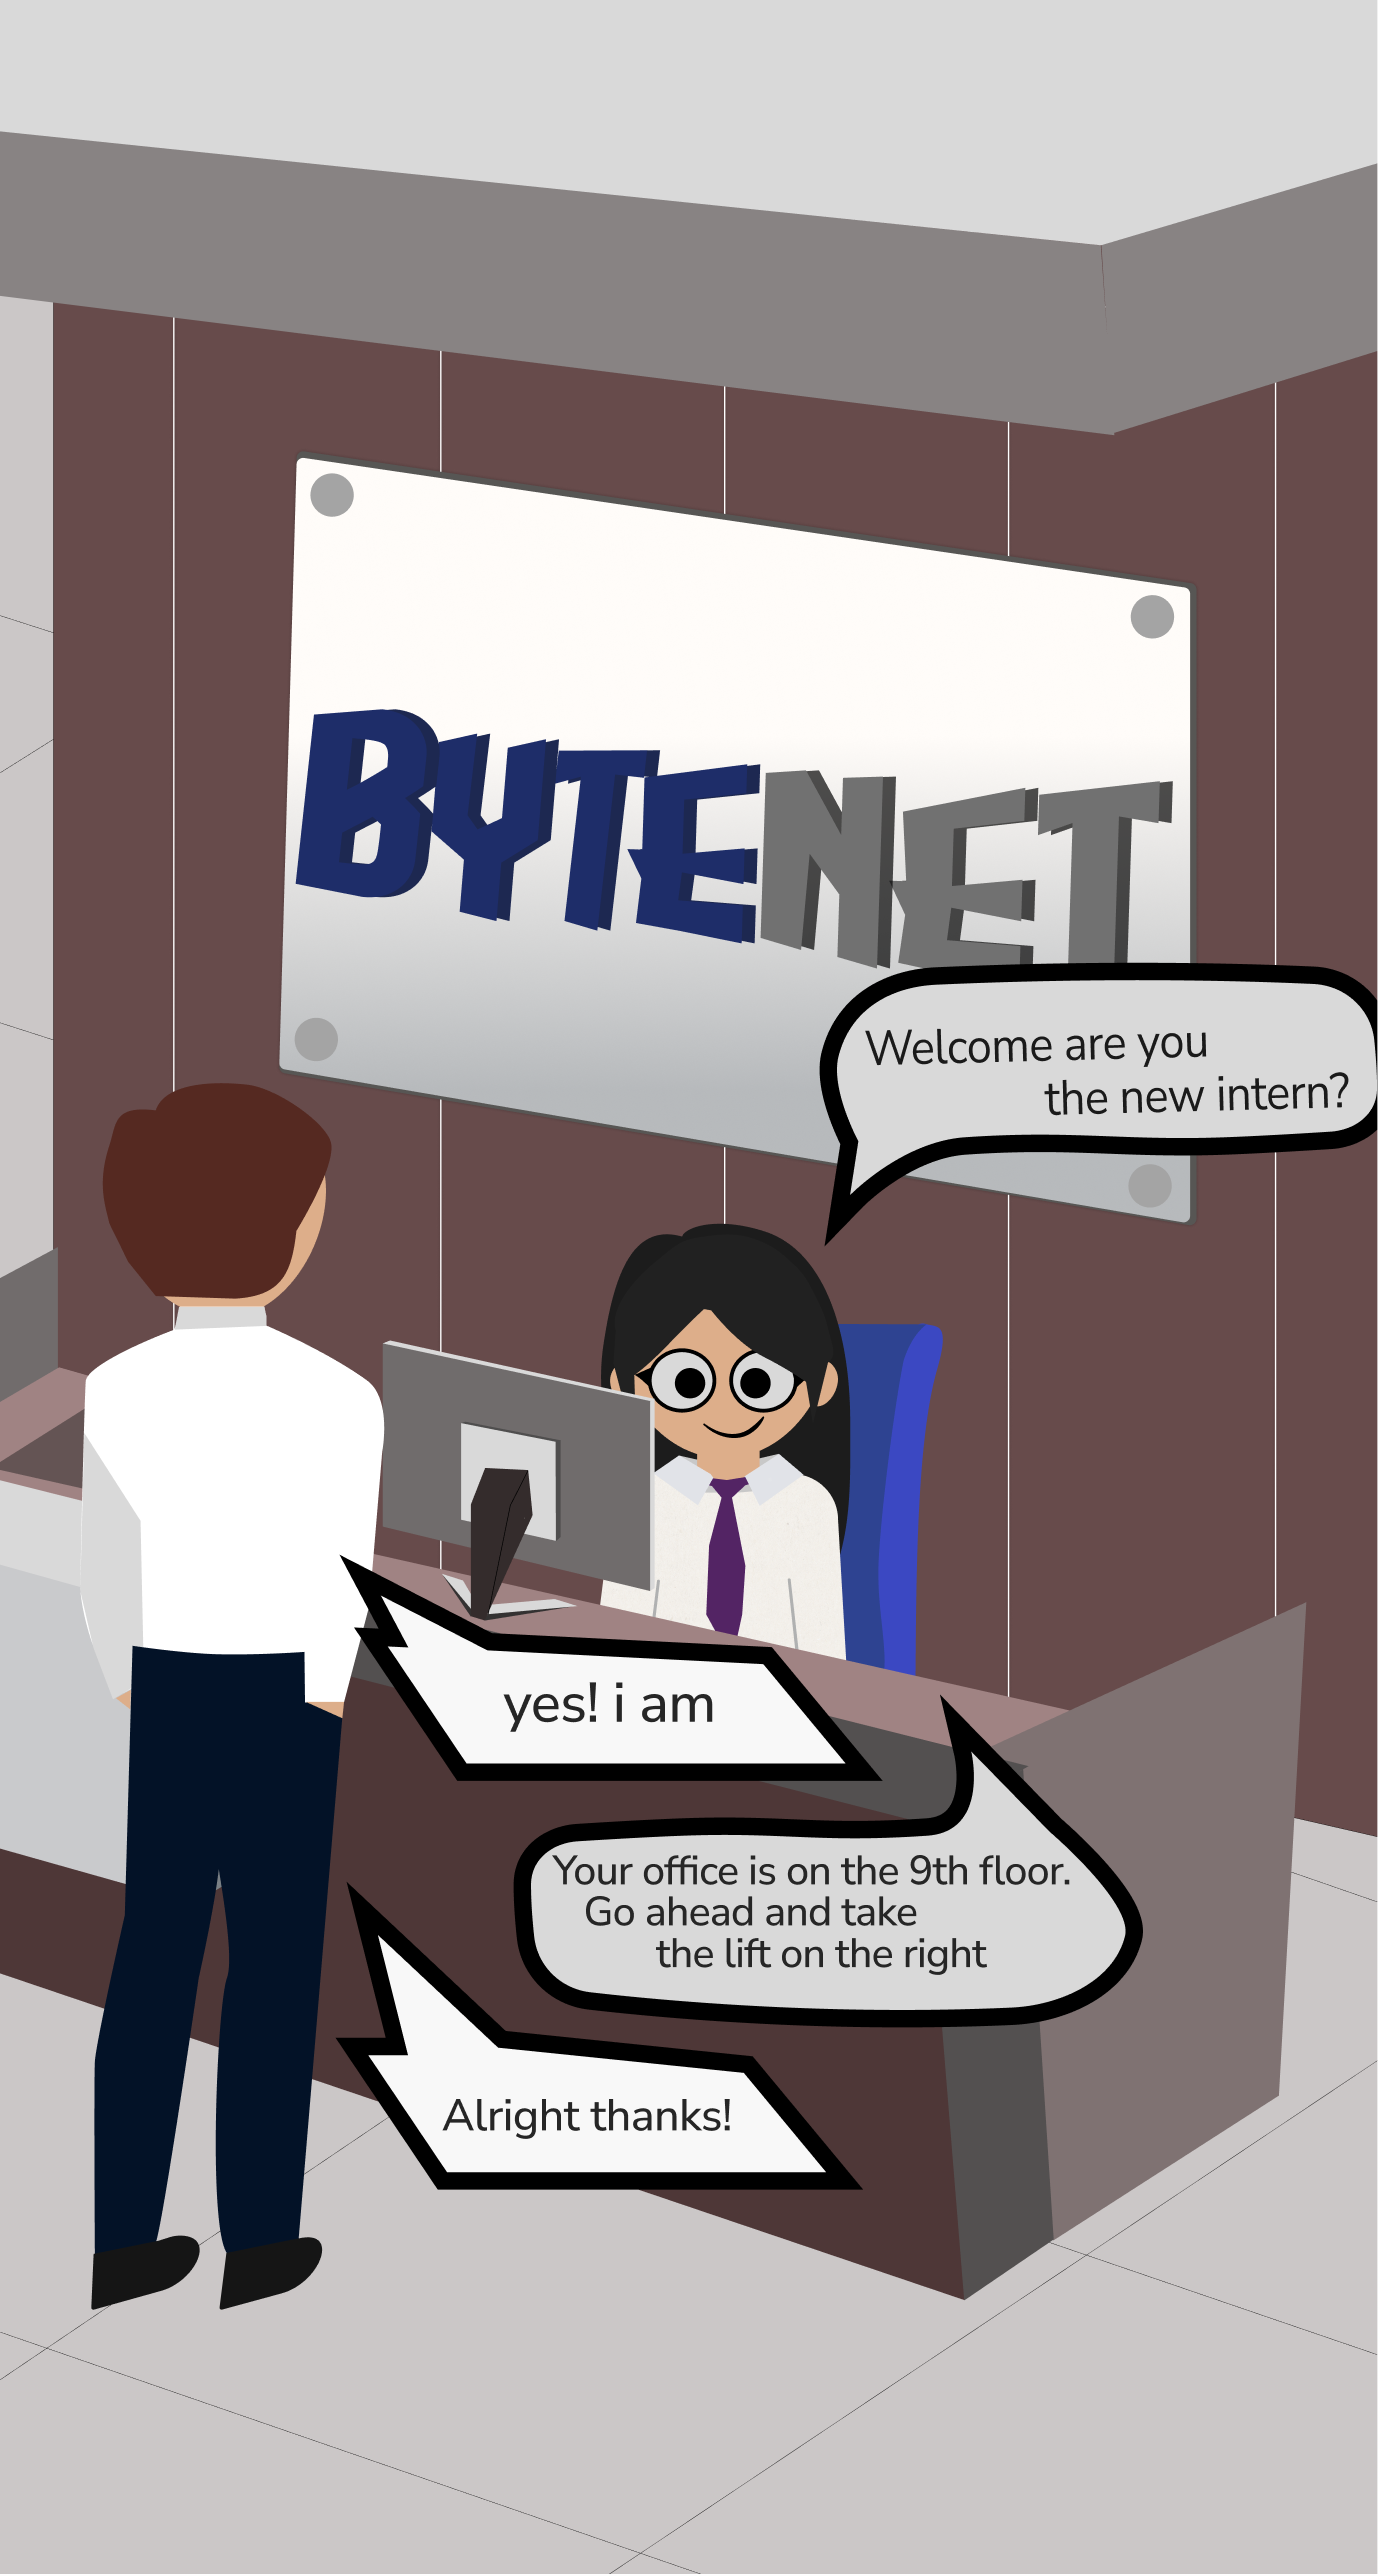 BYTENET
Welcome are you
the new intern?
yes! i am
Your office is on the 9th floor.
Go ahead and take
the lift on the right
Alright thanks!